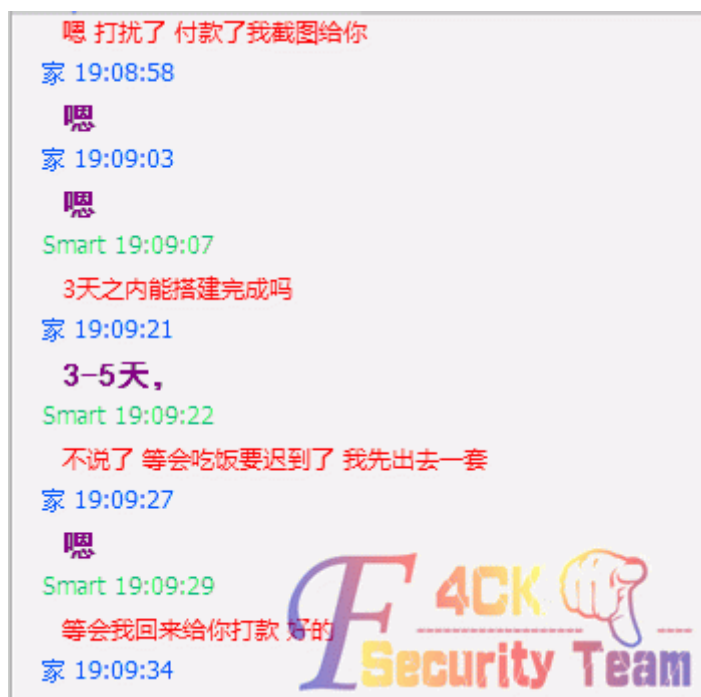 嗯 打扰了 付款了我截图给你
家 19:08:58
嗯
家 19:09:03
嗯
Smart 19:09:07
3天之内能搭建完成吗
家 19:09:21
3-5天，
Smart 19:09:22
不说了 等会吃饭要迟到了 我先出去一套
家 19:09:27
嗯
Smart 19:09:29
等会我回来给你打款 好的
家 19:09:34
F4CK
Security Team